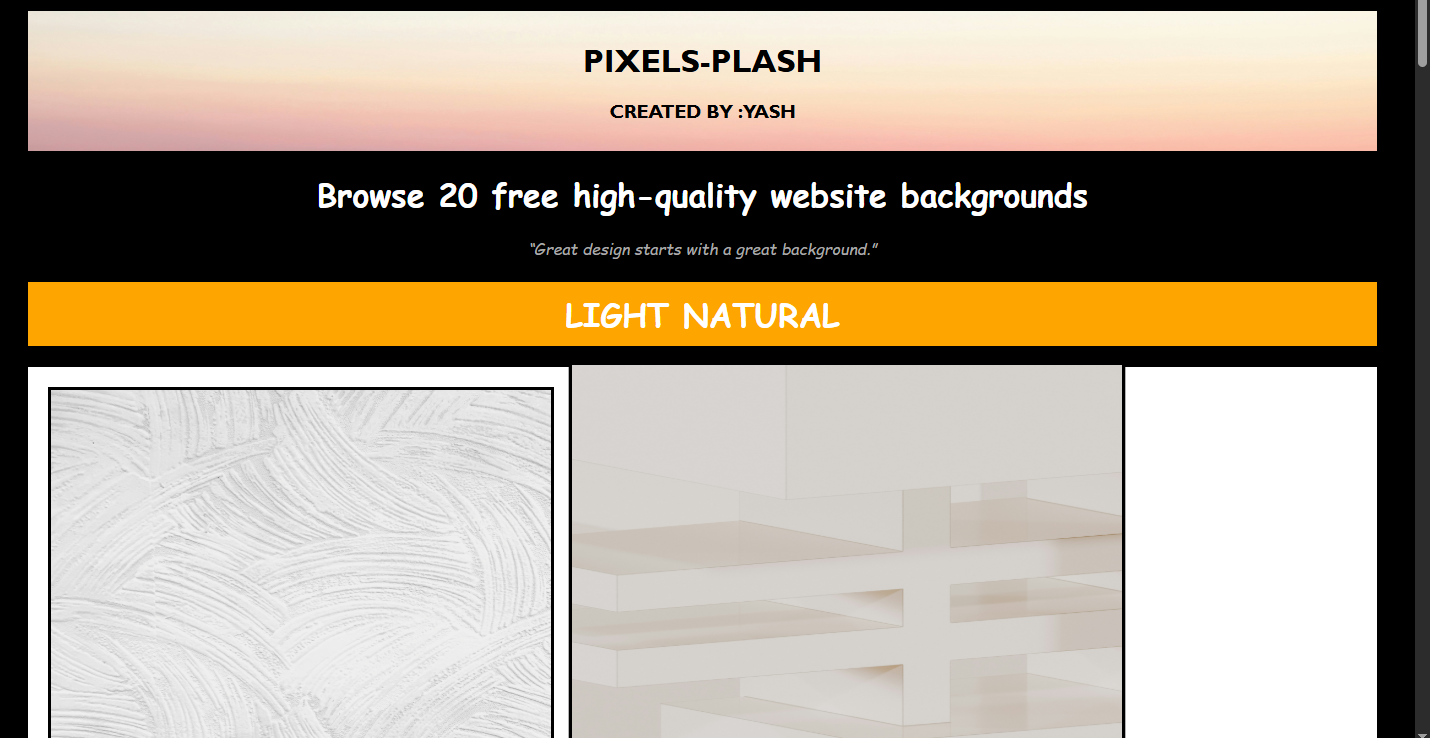 PIXELS-PLASH
CREATED BY :YASH
Browse 20 free high-quality website backgrounds
"Great design starts with a great background."
LIGHT NATURAL